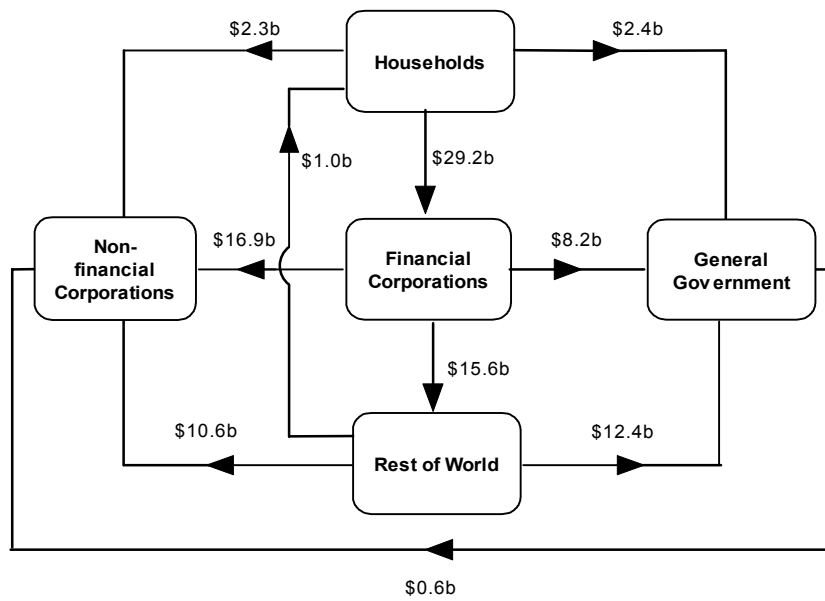 $2.3b
$2.4b
Households
$1.0b
$29.2b
Non-
financial
Corporations
$16.9b
Financial
Corporations
$8.2b
General
Government
$15.6b
$10.6b
$12.4b
Rest of World
$0.6b